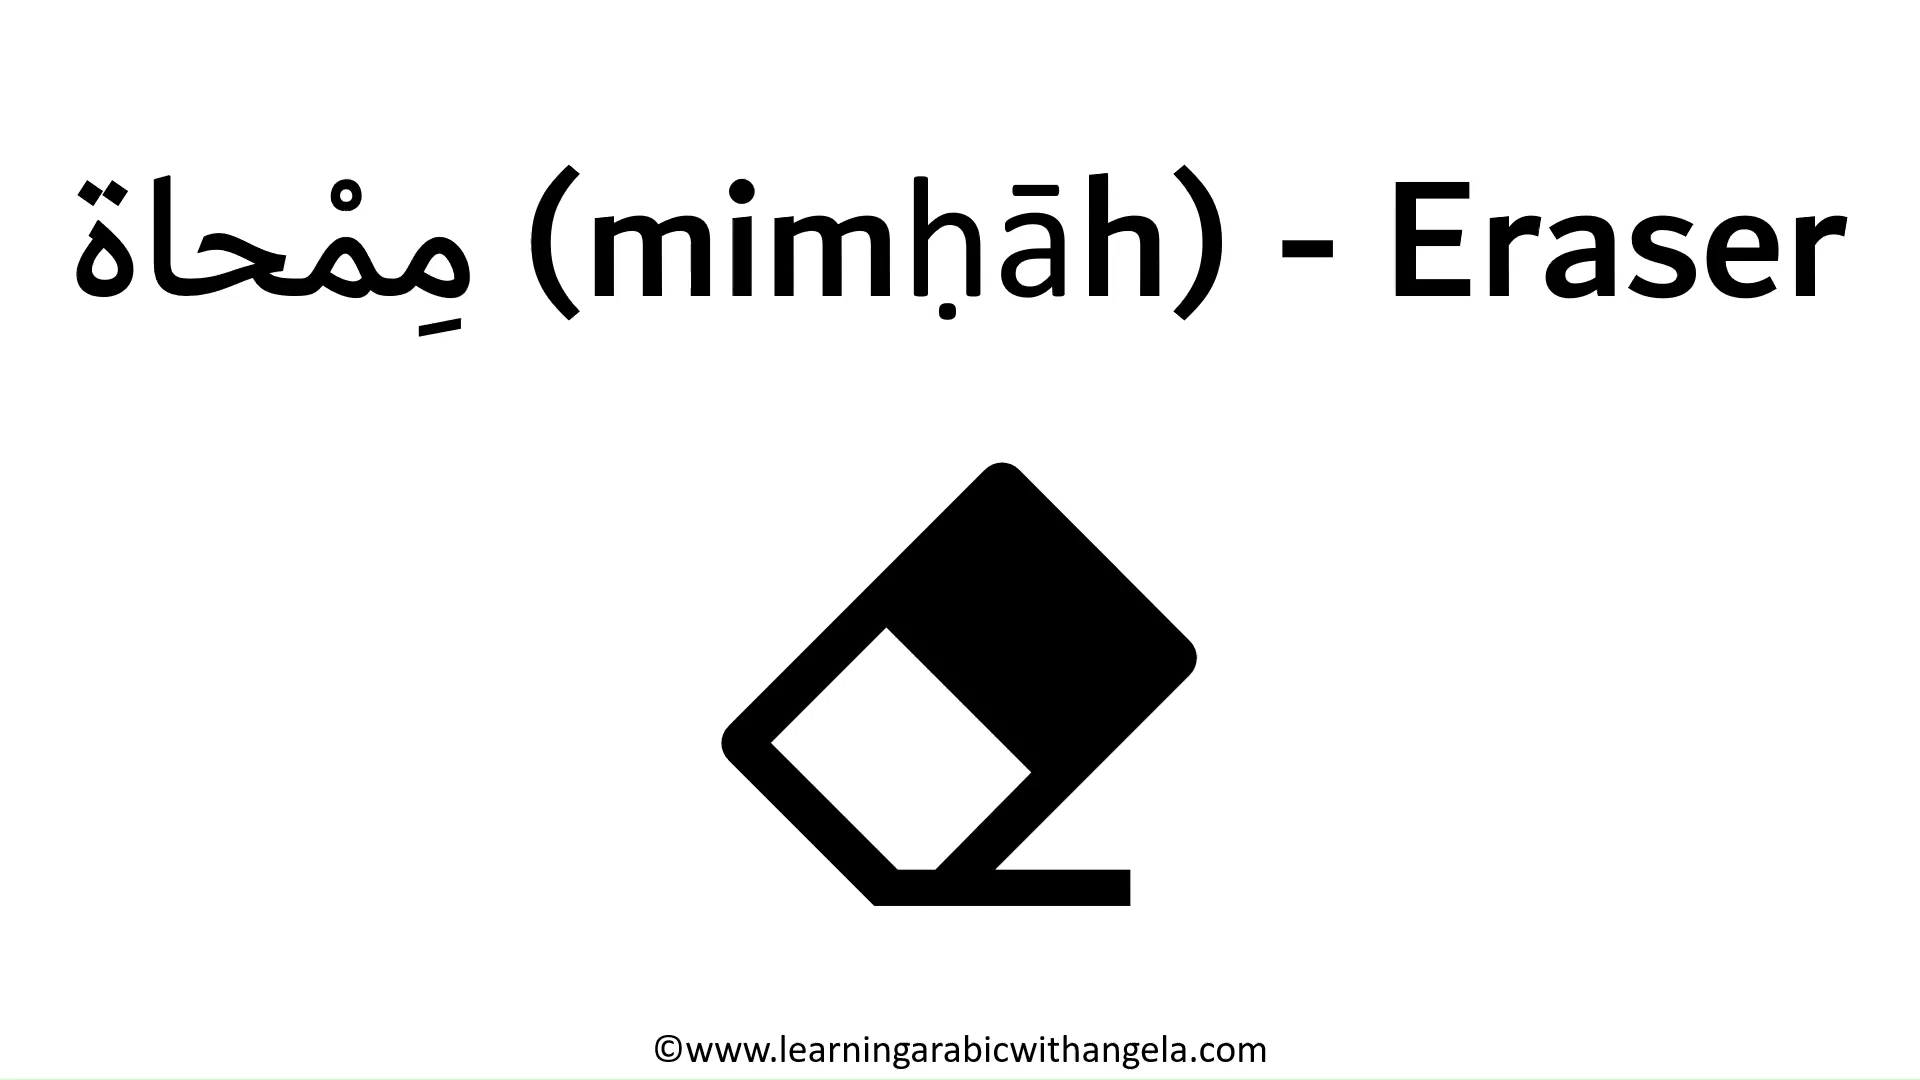 مِمْحاة (mimḥāh) - Eraser
©www.learningarabicwithangela.com